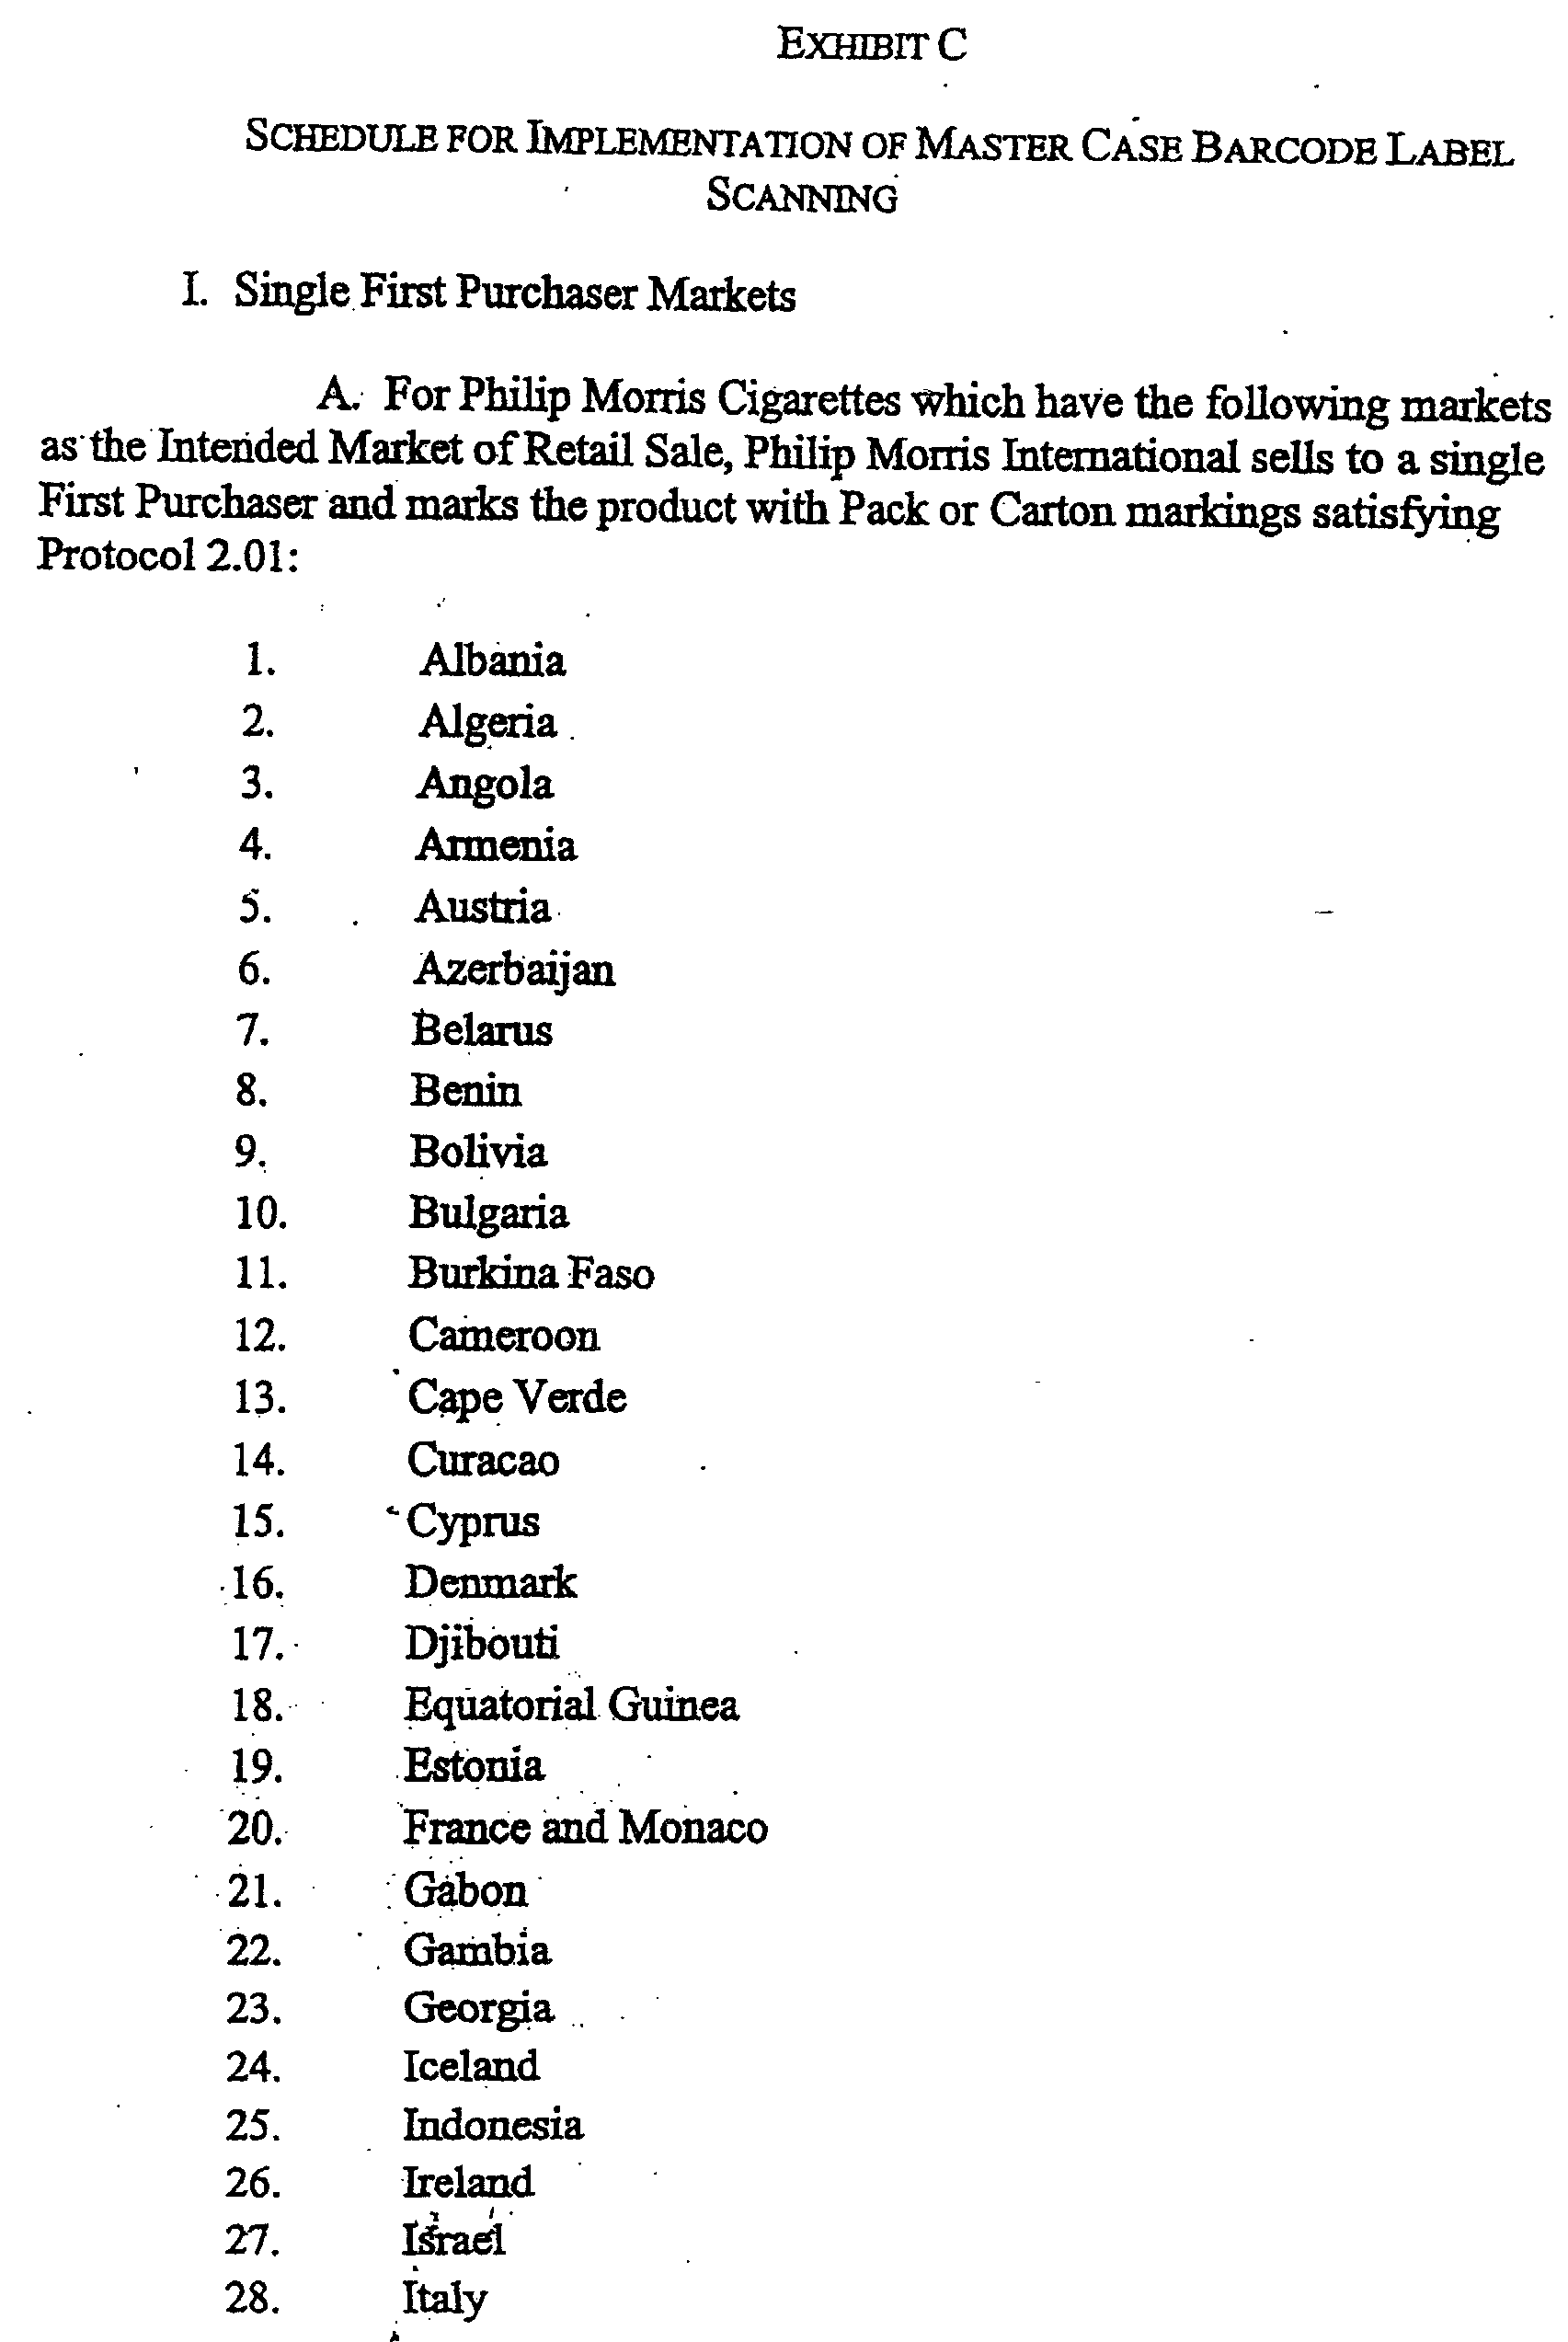 EXHIBIT C
SCHEDULE FOR IMPLEMENTATION OF MASTER CASE BARCODE LABEL
SCANNING
I. Single First Purchaser Markets
A. For Philip Morris Cigarettes which have the following markets
as the Intended Market of Retail Sale, Philip Morris International sells to a single
First Purchaser and marks the product with Pack or Carton markings satisfying
Protocol 2.01:
1. Albania
2. Algeria
3. Angola
4. Armenia
5. Austria
6. Azerbaijan
7. Belarus
8. Benin
9. Bolivia
10. Bulgaria
11. Burkina Faso
12. Cameroon
13. Cape Verde
14. Curacao
15. Cyprus
16. Denmark
17. Djibouti
18. Equatorial Guinea
19. Estonia
20. France and Monaco
21. Gabon
22. Gambia
23. Georgia
24. Iceland
25. Indonesia
26. Ireland
27. Israel
28. Italy